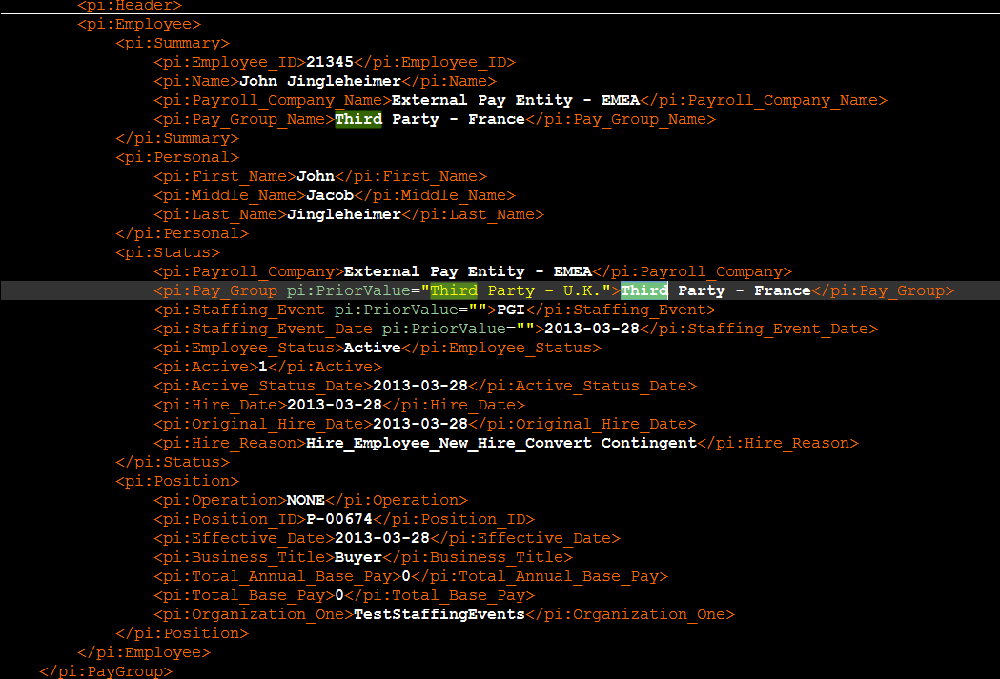 <pi:Header>
<pi:Employee>
<pi:Summary>
<pi:Employee_ID>21345</pi:Employee_ID>
<pi:Name>John Jingleheimer</pi:Name>
<pi:Payroll_Company_Name>External Pay Entity - EMEA</pi:Payroll_Company_Name>
<pi:Pay_Group_Name>Third Party - France</pi:Pay_Group_Name>
</pi:Summary>
<pi:Personal>
<pi:First_Name>John</pi:First_Name>
<pi:Middle_Name>Jacob</pi:Middle_Name>
<pi:Last_Name>Jingleheimer</pi:Last_Name>
</pi:Personal>
<pi:Status>
<pi:Payroll_Company>External Pay Entity - EMEA</pi:Payroll_Company>
<pi:Pay_Group pi:PriorValue="Third Party - U.K.">Third Party - France</pi:Pay_Group>
<pi:Staffing_Event pi:PriorValue="">PGI</pi:Staffing_Event>
<pi:Staffing_Event_Date pi:PriorValue="">2013-03-28</pi:Staffing_Event_Date>
<pi:Employee_Status>Active</pi:Employee_Status>
<pi:Active>1</pi:Active>
<pi:Active_Status_Date>2013-03-28</pi:Active_Status_Date>
<pi:Hire_Date>2013-03-28</pi:Hire_Date>
<pi:Original_Hire_Date>2013-03-28</pi:Original_Hire_Date>
<pi:Hire_Reason>Hire_Employee_New_Hire_Convert Contingent</pi:Hire_Reason>
</pi:Status>
<pi:Position>
<pi:Operation>NONE</pi:Operation>
<pi:Position_ID>P-00674</pi:Position_ID>
<pi:Effective_Date>2013-03-28</pi:Effective_Date>
<pi:Business_Title>Buyer</pi:Business_Title>
<pi:Total_Annual_Base_Pay>0</pi:Total_Annual_Base_Pay>
<pi:Total_Base_Pay>0</pi:Total_Base_Pay>
<pi:Organization_One>TestStaffingEvents</pi:Organization_One>
</pi:Position>
</pi:Employee>
</pi:PayGroup>